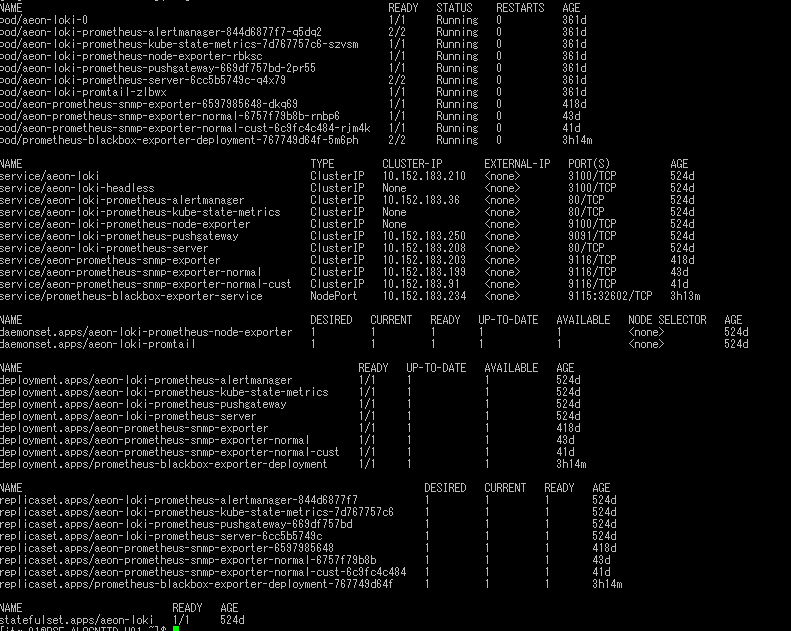 NAME READY STATUS RESTARTS AGE
pod/aeon-loki-0 1/1 Running 0 361d
pod/aeon-loki-prometheus-alertmanager-844d6877f7-q5dq2 2/2 Running 0 361d
pod/aeon-loki-prometheus-kube-state-metrics-7d767757c6-szvsm 1/1 Running 0 361d
pod/aeon-loki-prometheus-node-exporter-rbksc 1/1 Running 0 361d
pod/aeon-loki-prometheus-pushgateway-669df757bd-2pr55 1/1 Running 0 361d
pod/aeon-loki-prometheus-server-6cc5b5749c-q4x79 2/2 Running 0 361d
pod/aeon-loki-promtail-zlbwx 1/1 Running 0 361d
pod/aeon-prometheus-snmp-exporter-6597985648-dkq69 1/1 Running 0 418d
pod/aeon-prometheus-snmp-exporter-normal-6757f79b8b-rnbp6 1/1 Running 0 43d
pod/aeon-prometheus-snmp-exporter-normal-cust-6c9fc4c484-rjm4k 1/1 Running 0 41d
pod/prometheus-blackbox-exporter-deployment-767749d64f-5m6ph 2/2 Running 0 3h14m
NAME TYPE CLUSTER-IP EXTERNAL-IP PORT(S) AGE
service/aeon-loki ClusterIP 10.152.183.210 <none> 3100/TCP 524d
service/aeon-loki-headless ClusterIP None <none> 3100/TCP 524d
service/aeon-loki-prometheus-alertmanager ClusterIP 10.152.183.36 <none> 80/TCP 524d
service/aeon-loki-prometheus-kube-state-metrics ClusterIP None <none> 80/TCP 524d
service/aeon-loki-prometheus-node-exporter ClusterIP None <none> 9100/TCP 524d
service/aeon-loki-prometheus-pushgateway ClusterIP 10.152.183.250 <none> 9091/TCP 524d
service/aeon-loki-prometheus-server ClusterIP 10.152.183.208 <none> 80/TCP 524d
service/aeon-prometheus-snmp-exporter ClusterIP 10.152.183.203 <none> 9116/TCP 418d
service/aeon-prometheus-snmp-exporter-normal ClusterIP 10.152.183.199 <none> 9116/TCP 43d
service/aeon-prometheus-snmp-exporter-normal-cust ClusterIP 10.152.183.91 <none> 9116/TCP 41d
service/prometheus-blackbox-exporter-service NodePort 10.152.183.234 <none> 9115:32602/TCP 3h13m
NAME DESIRED CURRENT READY UP-TO-DATE AVAILABLE NODE SELECTOR AGE
daemonset.apps/aeon-loki-prometheus-node-exporter 1 1 1 1 1 <none> 524d
daemonset.apps/aeon-loki-promtail 1 1 1 1 1 <none> 524d
NAME READY UP-TO-DATE AVAILABLE AGE
deployment.apps/aeon-loki-prometheus-alertmanager 1/1 1 1 524d
deployment.apps/aeon-loki-prometheus-kube-state-metrics 1/1 1 1 524d
deployment.apps/aeon-loki-prometheus-pushgateway 1/1 1 1 524d
deployment.apps/aeon-loki-prometheus-server 1/1 1 1 524d
deployment.apps/aeon-prometheus-snmp-exporter 1/1 1 1 418d
deployment.apps/aeon-prometheus-snmp-exporter-normal 1/1 1 1 43d
deployment.apps/aeon-prometheus-snmp-exporter-normal-cust 1/1 1 1 41d
deployment.apps/prometheus-blackbox-exporter-deployment 1/1 1 1 3h14m
NAME DESIRED CURRENT READY AGE
replicaset.apps/aeon-loki-prometheus-alertmanager-844d6877f7 1 1 1 524d
replicaset.apps/aeon-loki-prometheus-kube-state-metrics-7d767757c6 1 1 1 524d
replicaset.apps/aeon-loki-prometheus-pushgateway-669df757bd 1 1 1 524d
replicaset.apps/aeon-loki-prometheus-server-6cc5b5749c 1 1 1 524d
replicaset.apps/aeon-prometheus-snmp-exporter-6597985648 1 1 1 418d
replicaset.apps/aeon-prometheus-snmp-exporter-normal-6757f79b8b 1 1 1 43d
replicaset.apps/aeon-prometheus-snmp-exporter-normal-cust-6c9fc4c484 1 1 1 41d
replicaset.apps/prometheus-blackbox-exporter-deployment-767749d64f 1 1 1 3h14m
NAME READY AGE
statefulset.apps/aeon-loki 1/1 524d